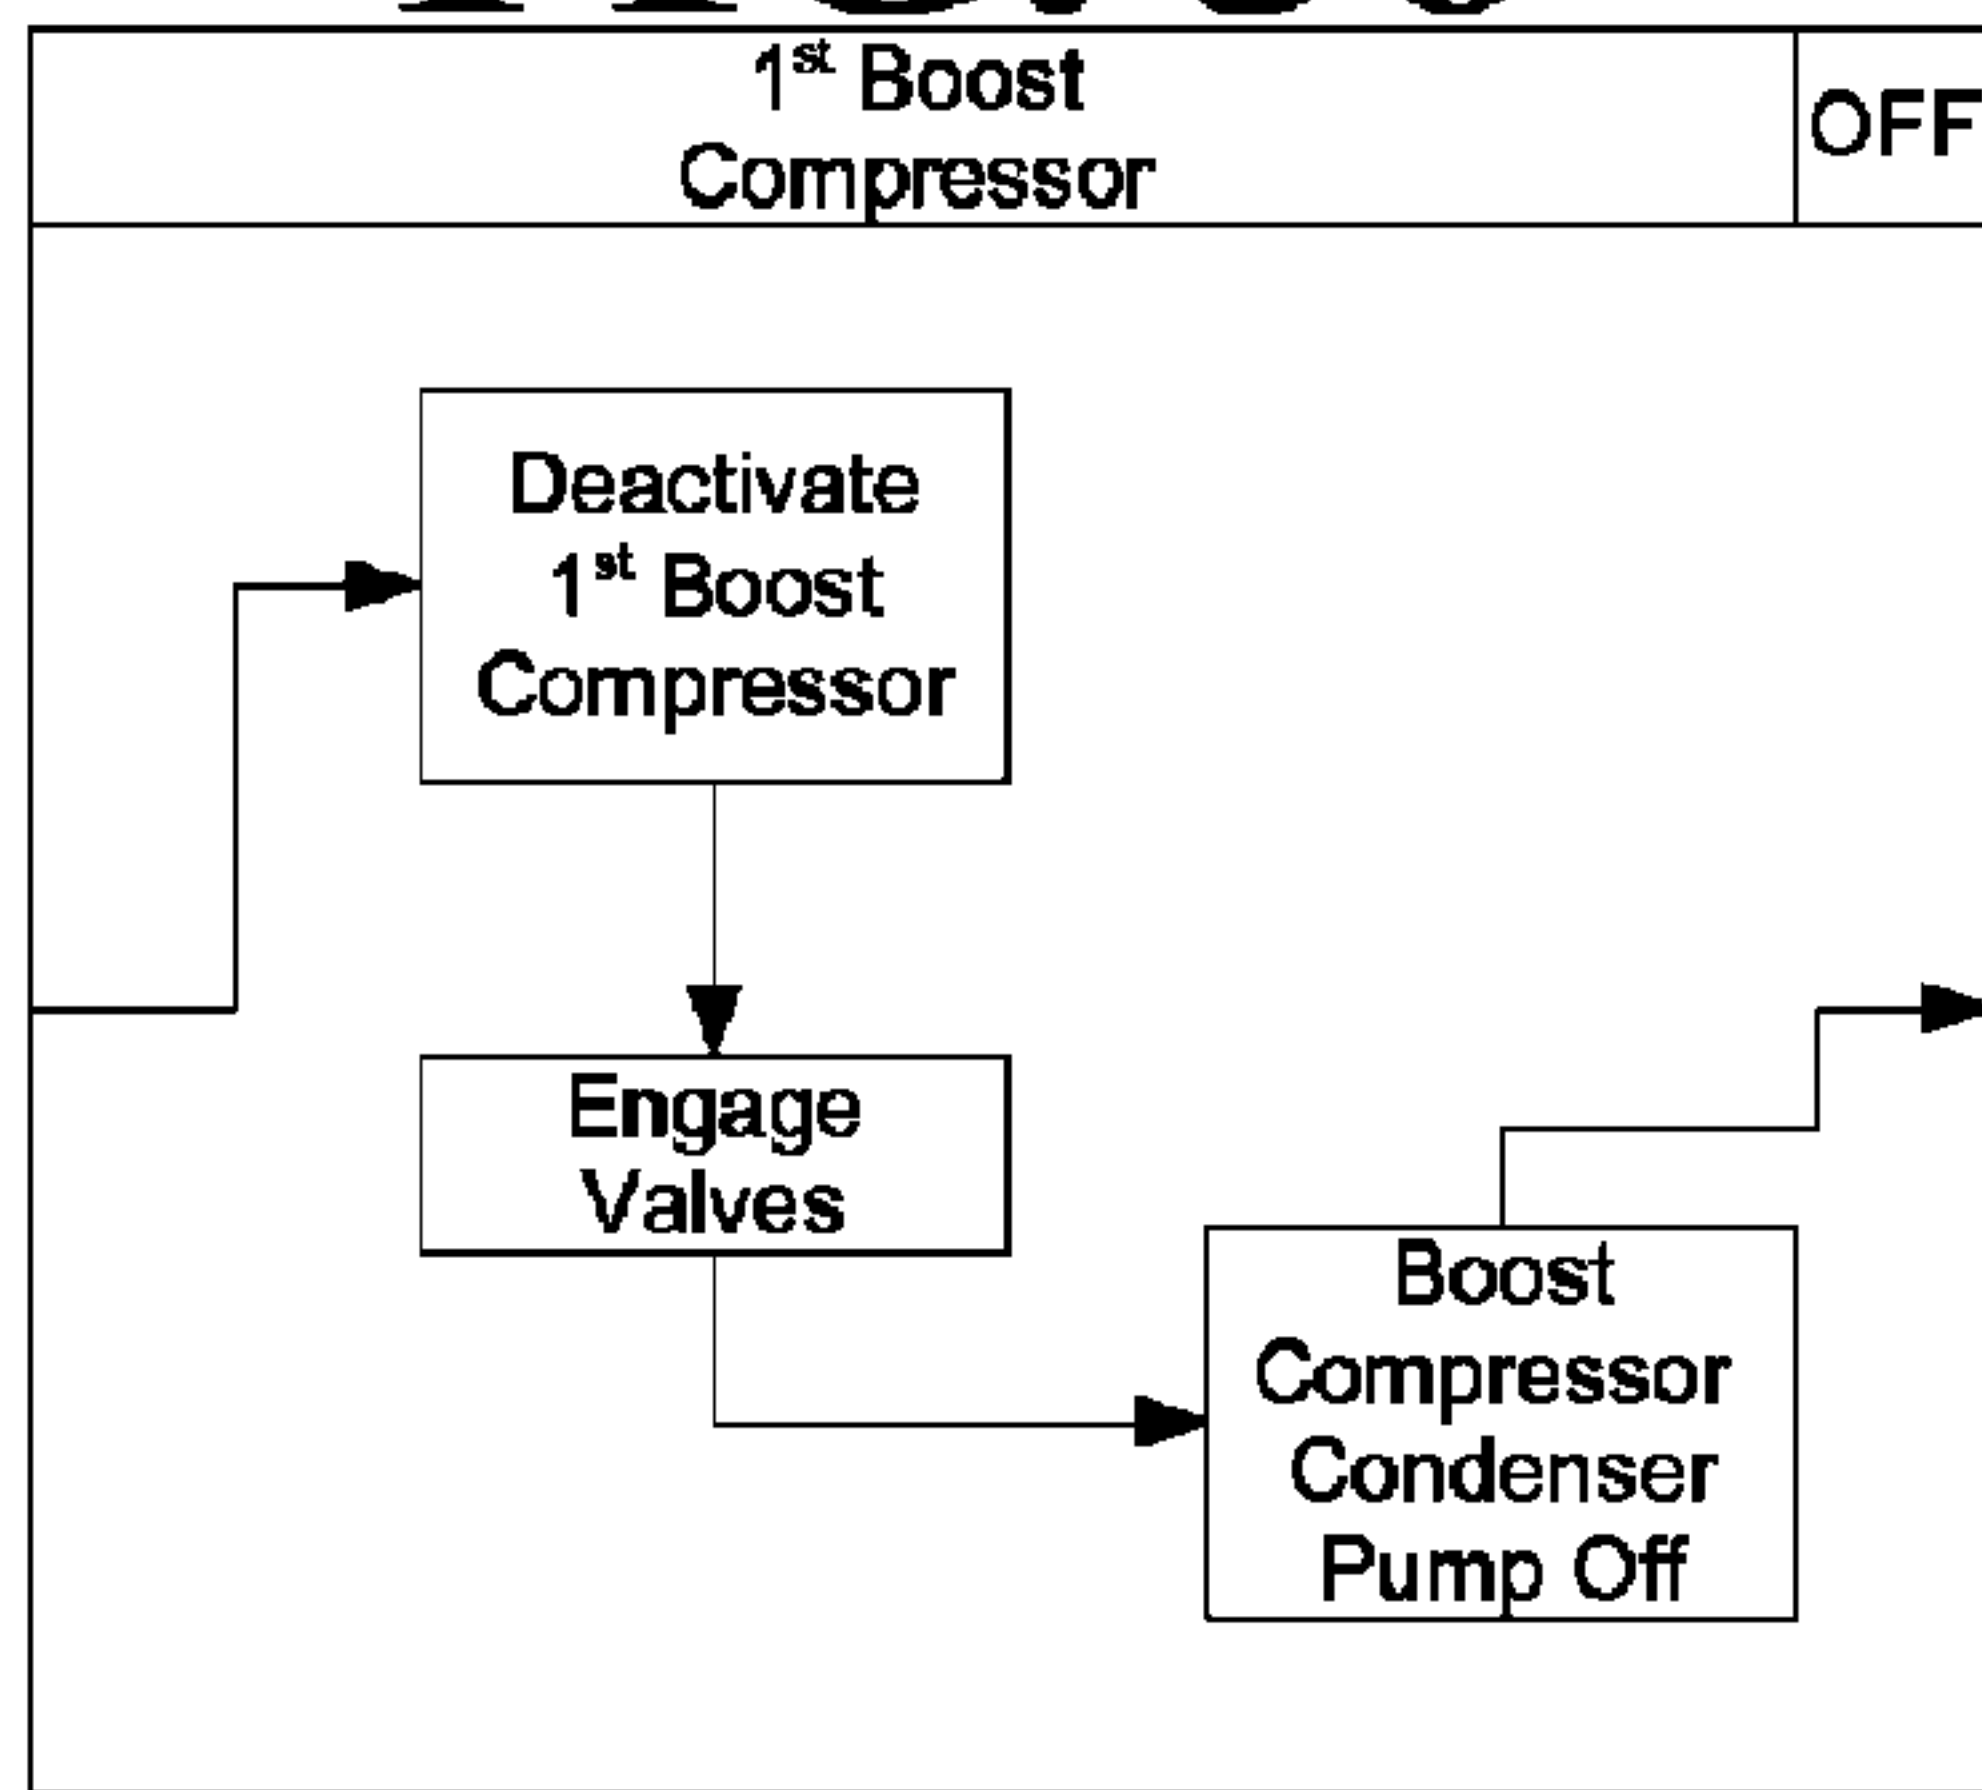 1st Boost
Compressor
OFF
Deactivate
1st Boost
Compressor
Engage
Valves
Boost
Compressor
Condenser
Pump Off